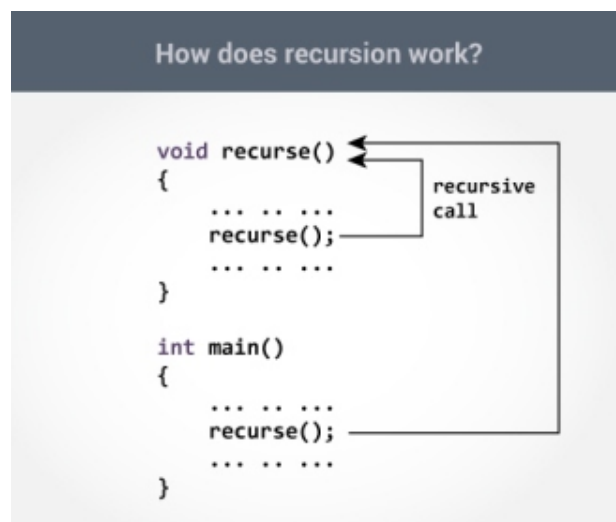 How does recursion work?
void recurse()
{
... .. ...
recurse();
... .. ...
}
recursive
call
int main()
{
... .. ...
recurse();
... .. ...
}